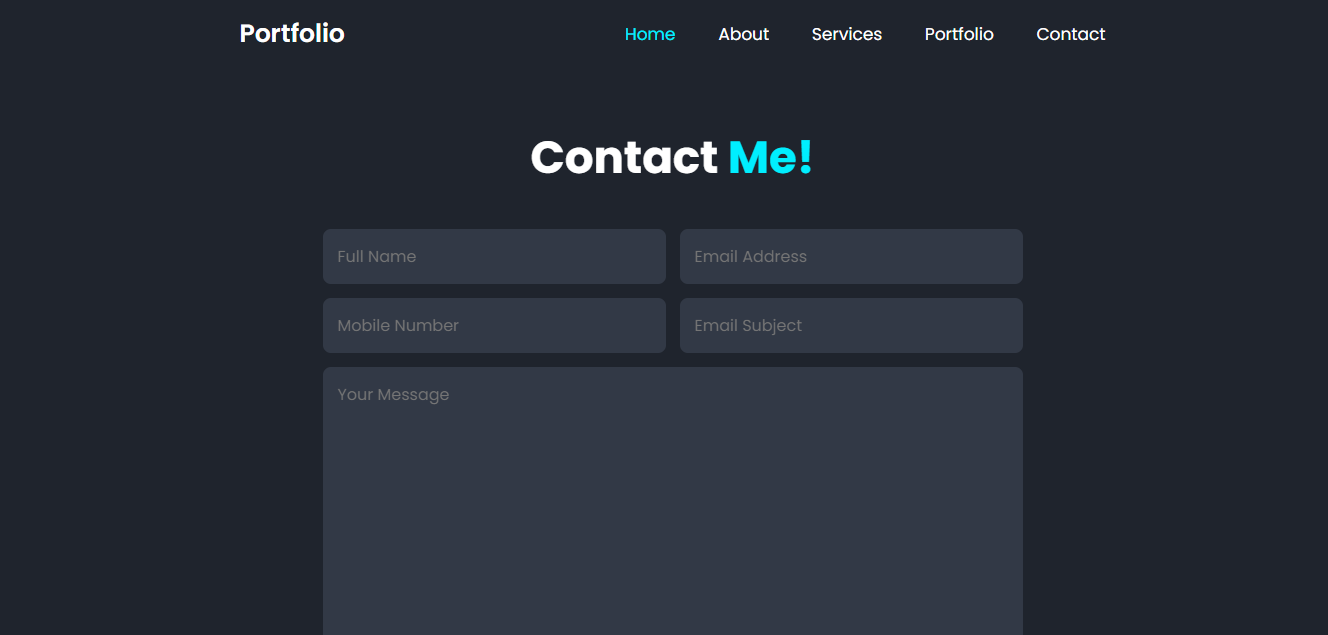 Portfolio Home About Services Portfolio Contact
Contact Me!
Full Name Email Address
Mobile Number Email Subject
Your Message